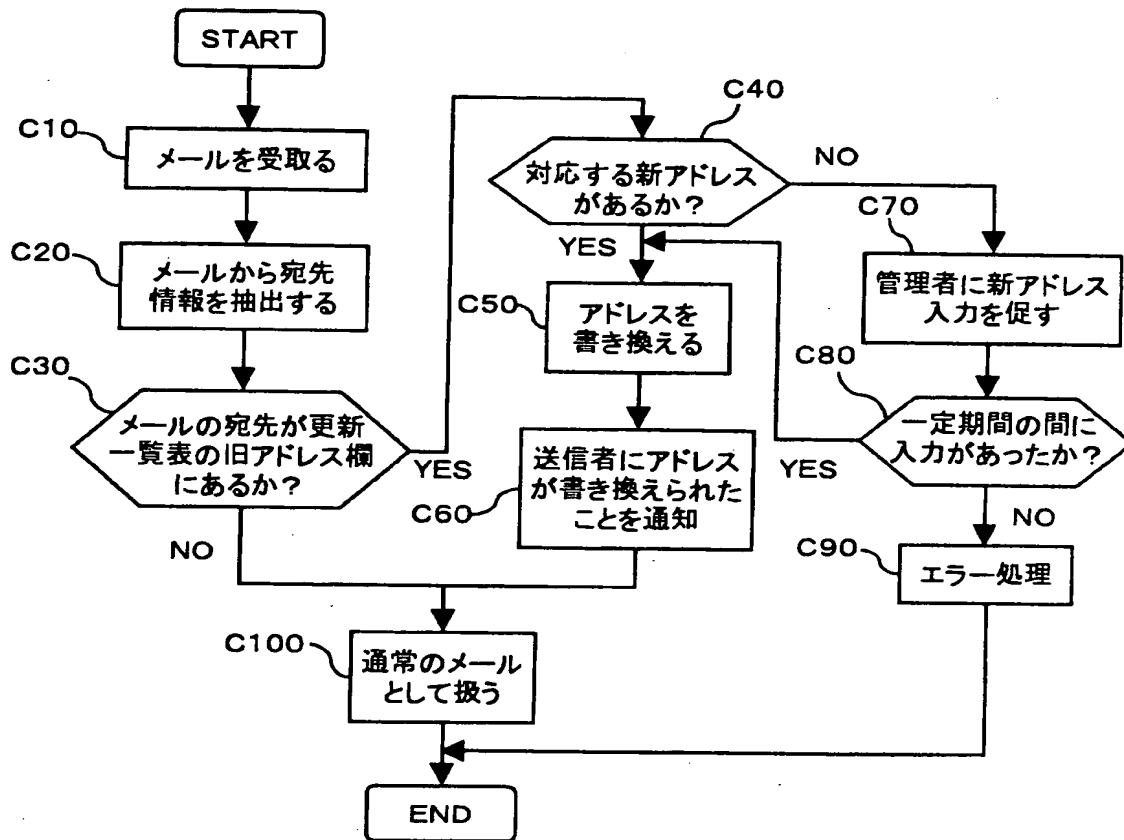 START
C10
メールを受取る
C20
メールから宛先
情報を抽出する
C30
メールの宛先が更新
一覧表の旧アドレス欄
にあるか？
YES
NO
C40
対応する新アドレス
があるか？
NO
YES
C50
アドレスを
書き換える
C60
送信者にアドレス
が書き換えられた
ことを通知
C70
管理者に新アドレス
入力を促す
C80
一定期間の間に
入力があったか？
YES
NO
C90
エラー処理
C100
通常のメール
として扱う
END